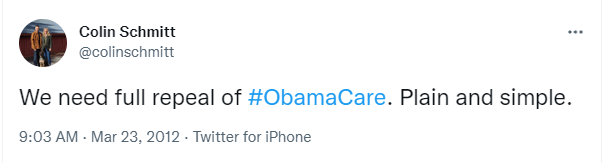 Colin Schmitt
@colinschmitt
We need full repeal of #ObamaCare. Plain and simple.
9:03 AM · Mar 23, 2012 · Twitter for iPhone